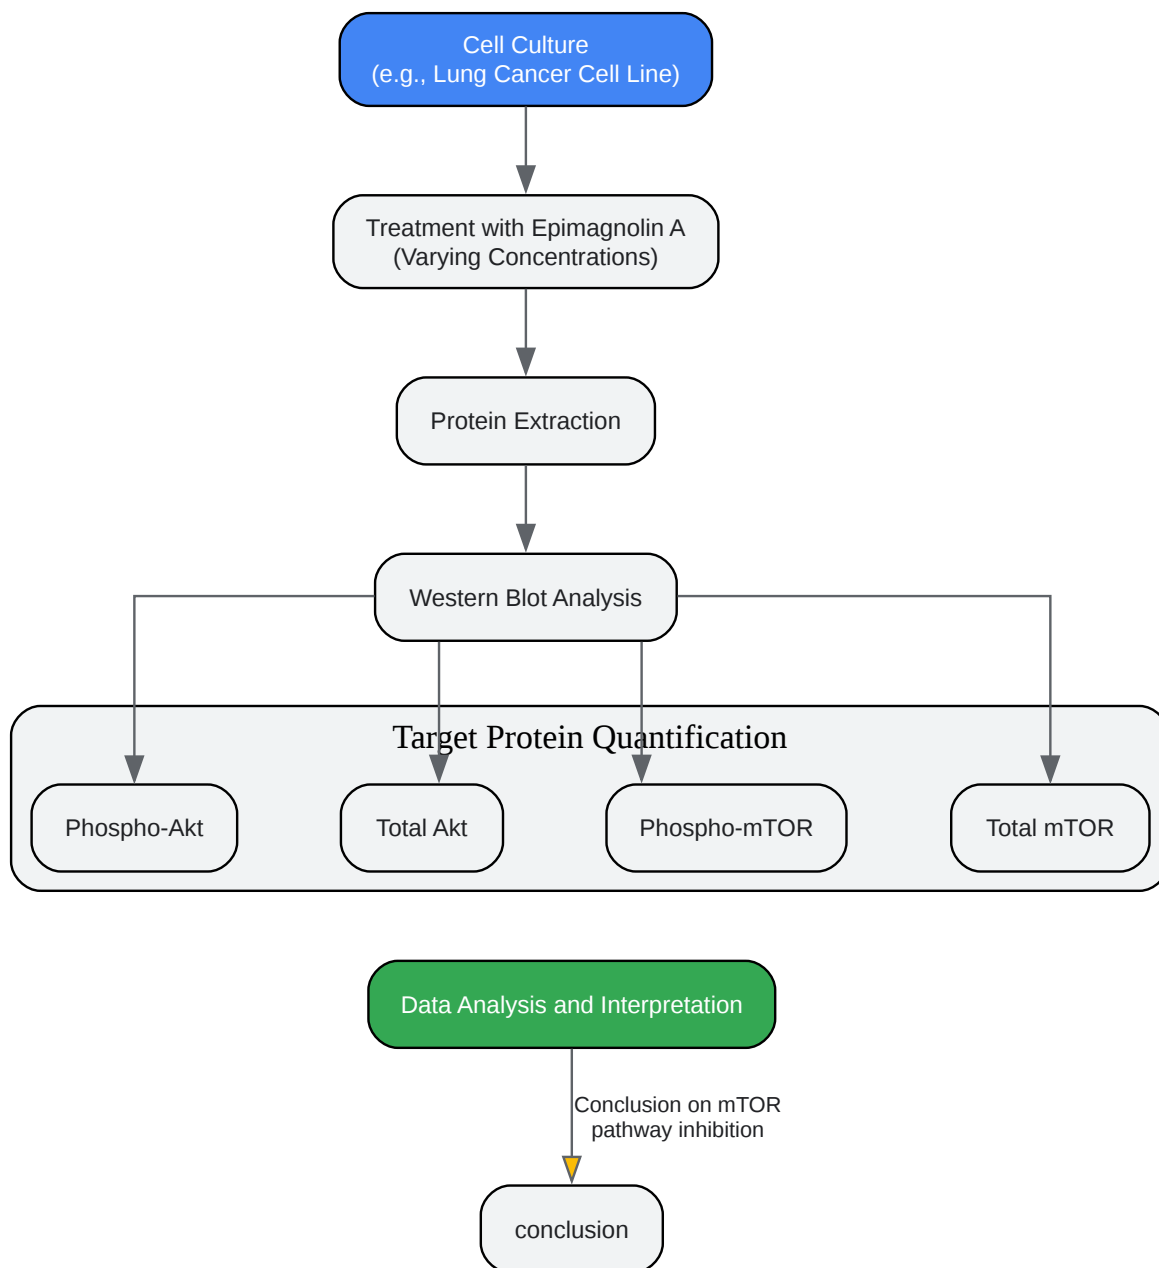 Cell Culture
(e.g., Lung Cancer Cell Line)
Treatment with Epimagnolin A
(Varying Concentrations)
Protein Extraction
Western Blot Analysis
Target Protein Quantification
Phospho-Akt
Total Akt
Phospho-mTOR
Total mTOR
Data Analysis and Interpretation
Conclusion on mTOR
pathway inhibition
conclusion